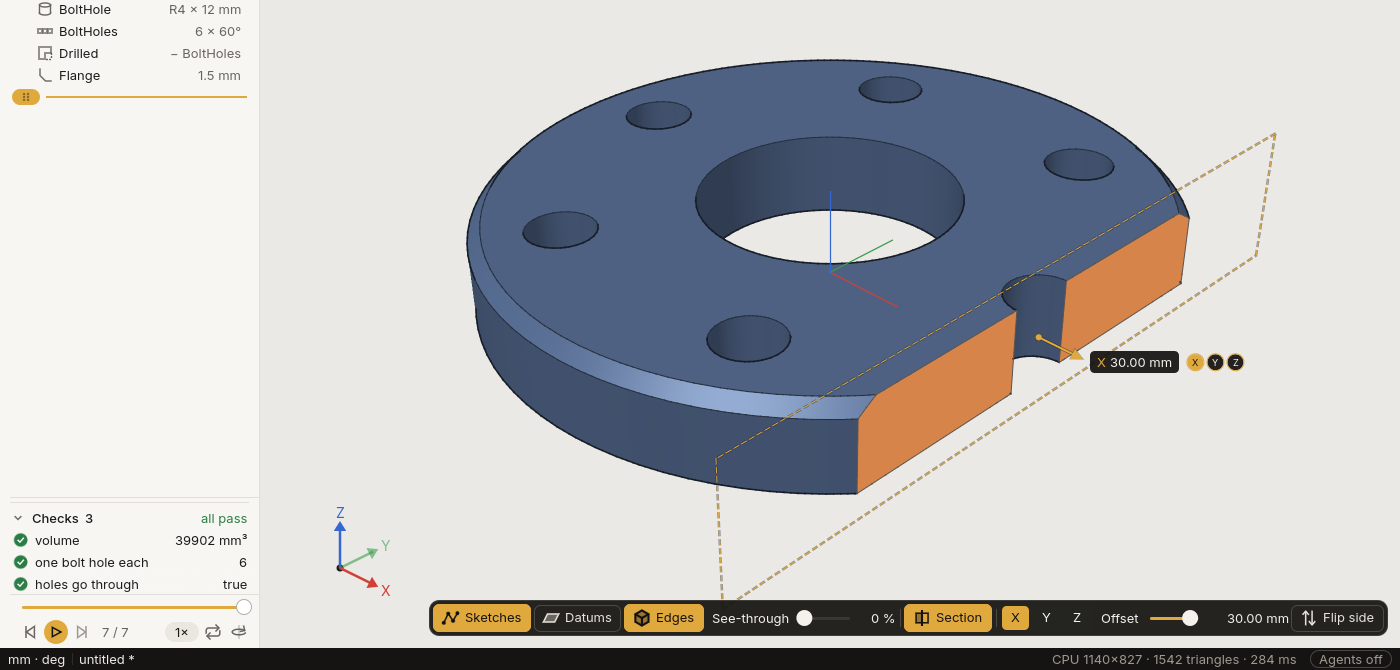 BoltHole R4 × 12 mm
BoltHoles 6 × 60°
Drilled − BoltHoles
Flange 1.5 mm
X 30.00 mm X Y Z
Z
Y
X
Checks 3 all pass
volume 39902 mm³
one bolt hole each 6
holes go through true
7 / 7 1×
Sketches Datums Edges See-through 0 % Section X Y Z Offset 30.00 mm Flip side
mm · deg untitled * CPU 1140×827 · 1542 triangles · 284 ms Agents off